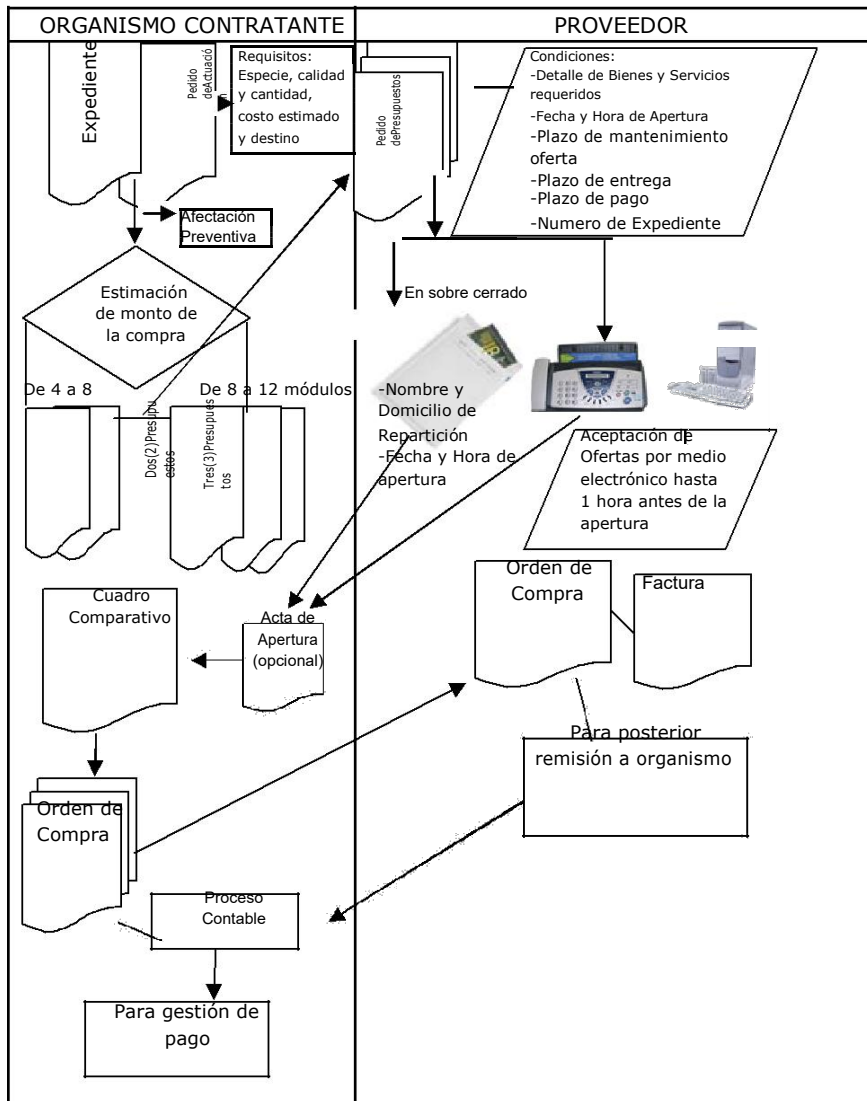 ORGANISMO CONTRATANTE
PROVEEDOR
Expediente
Pedido
deActuació
n
Requisitos:
Especie, calidad
y cantidad,
costo estimado
y destino
Pedido
dePresupuestos
Condiciones:
-Detalle de Bienes y Servicios
requeridos
-Fecha y Hora de Apertura
-Plazo de mantenimiento
oferta
-Plazo de entrega
-Plazo de pago
-Numero de Expediente
Afectación
Preventiva
Estimación
de monto de
la compra
En sobre cerrado
De 4 a 8
De 8 a 12 módulos
Dos(2)Presupu
estos
Tres(3)Presupues
tos
-Nombre y
Domicilio de
Repartición
-Fecha y Hora de
apertura
Aceptación de
Ofertas por medio
electrónico hasta
1 hora antes de la
apertura
Cuadro
Comparativo
Acta de
Apertura
(opcional)
Orden de
Compra
Factura
Para posterior
remisión a organismo
Orden de
Compra
Proceso
Contable
Para gestión de
pago